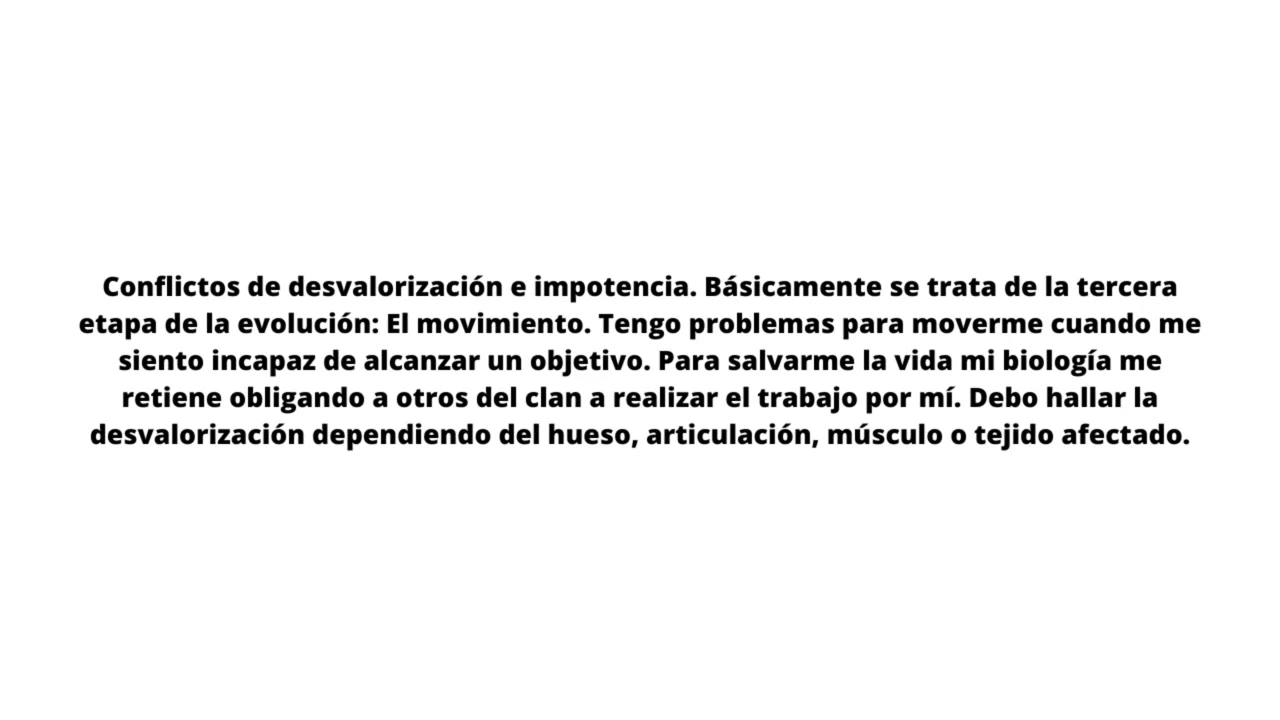 Conflictos de desvalorización e impotencia. Básicamente se trata de la tercera
etapa de la evolución: El movimiento. Tengo problemas para moverme cuando me
siento incapaz de alcanzar un objetivo. Para salvarme la vida mi biología me
retiene obligando a otros del clan a realizar el trabajo por mí. Debo hallar la
desvalorización dependiendo del hueso, articulación, músculo o tejido afectado.